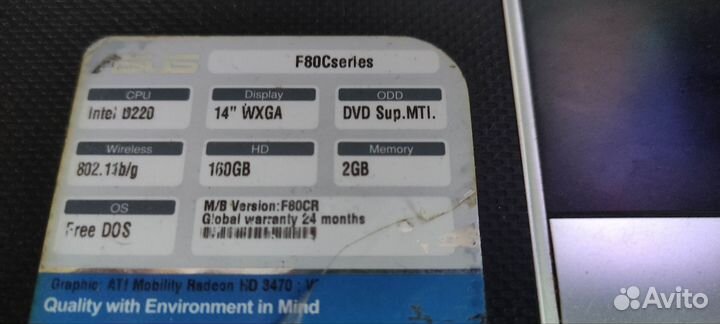 ASUS F80Cseries
CPU Display ODD
Intel D220 14" WXGA DVD Sup.MTI.
Wireless HD Memory
802.11b/g 160GB 2GB
OS M/B Version:F80CR
Free DOS Global warranty 24 months
Graphic: ATI Mobility Radeon HD 3470 :
Quality with Environment in Mind
Avito